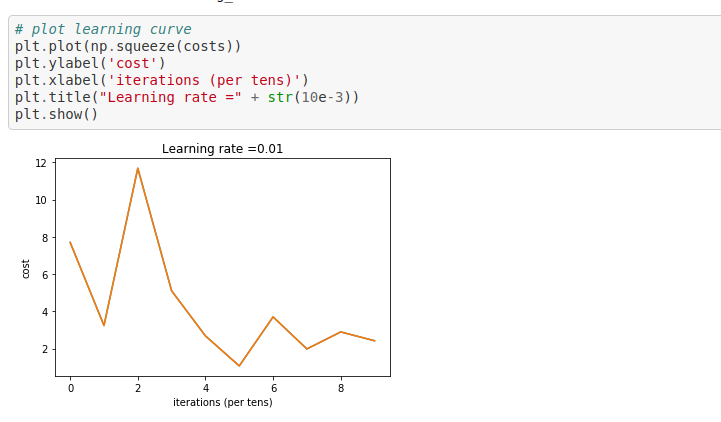 # plot learning curve
plt.plot(np.squeeze(costs))
plt.ylabel('cost')
plt.xlabel('iterations (per tens)')
plt.title("Learning rate =" + str(10e-3))
plt.show()
Learning rate =0.01
12
10
8
6
4
2
cost
0 2 4 6 8
iterations (per tens)